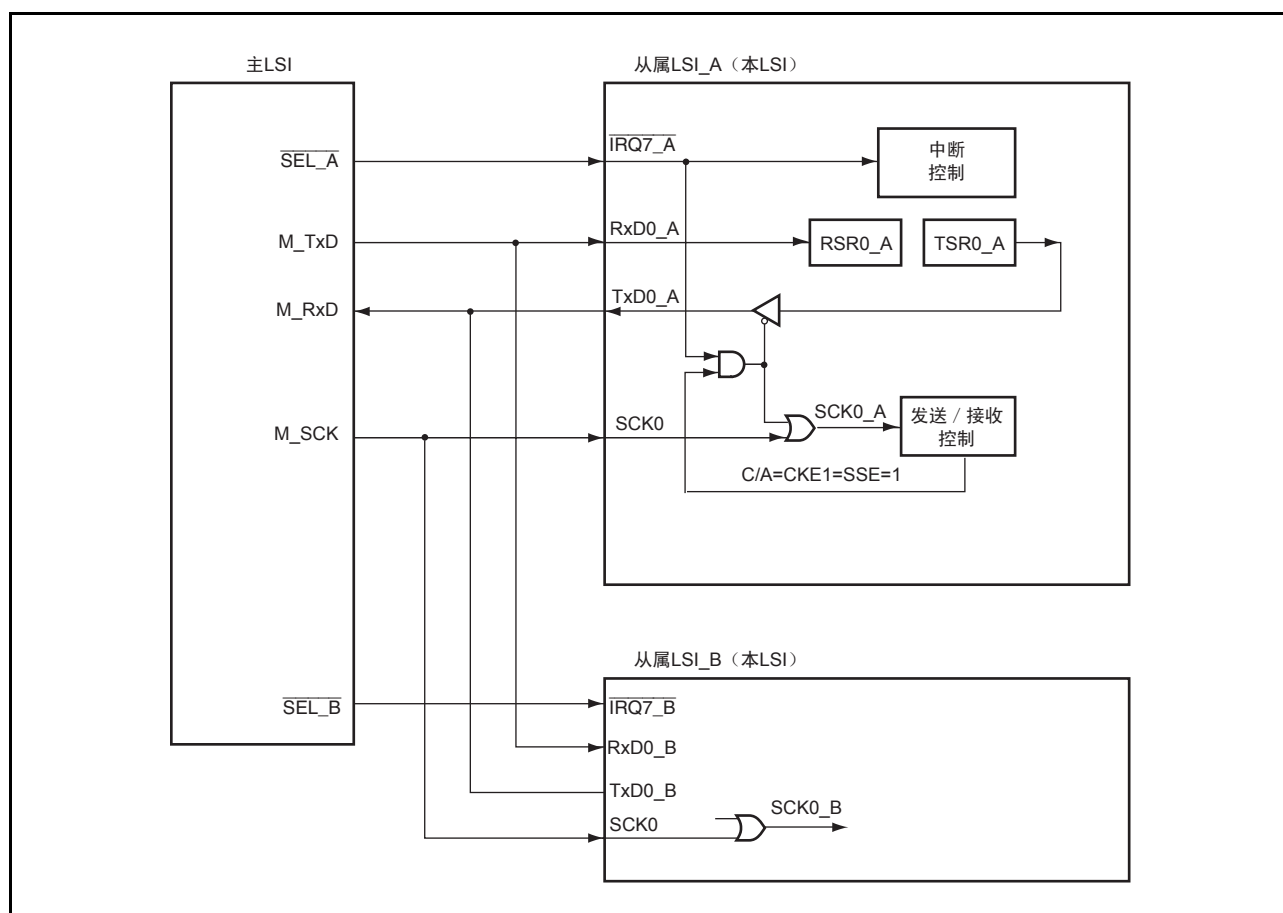 主LSI
SEL_A
M_TxD
M_RxD
M_SCK
SEL_B
从属LSI_A（本LSI）
IRQ7_A
中断
控制
RxD0_A
RSR0_A
TSR0_A
TxD0_A
SCK0
SCK0_A
发送／接收
控制
C/A=CKE1=SSE=1
从属LSI_B（本LSI）
IRQ7_B
RxD0_B
TxD0_B
SCK0
SCK0_B